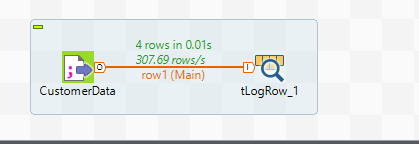 4 rows in 0.01s
307.69 rows/s
row1 (Main)
O
I
CustomerData
tLogRow_1